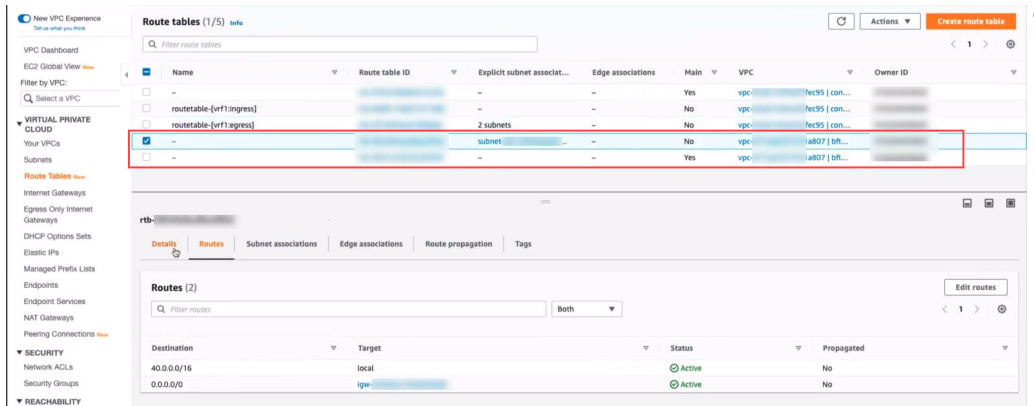 New VPC Experience
Tell us what you think
VPC Dashboard
EC2 Global View New
Filter by VPC:
Select a VPC
VIRTUAL PRIVATE
CLOUD
Your VPCs
Subnets
Route Tables New
Internet Gateways
Egress Only Internet
Gateways
DHCP Options Sets
Elastic IPs
Managed Prefix Lists
Endpoints
Endpoint Services
NAT Gateways
Peering Connections New
SECURITY
Network ACLs
Security Groups
REACHABILITY
Route tables (1/5) Info
Actions
Create route table
Filter route tables
1
Name Route table ID Explicit subnet associat... Edge associations Main VPC Owner ID
– – – Yes vpc- fec95 | con...
routetable-[vrf1:ingress] – – No vpc- fec95 | con...
routetable-[vrf1:egress] 2 subnets – No vpc- fec95 | con...
– subnet .. – No vpc- a807 | bfi...
– – – Yes vpc- a807 | bfi...
rtb-
Details Routes Subnet associations Edge associations Route propagation Tags
Routes (2)
Edit routes
Filter routes
Both
1
Destination Target Status Propagated
40.0.0.0/16 local Active No
0.0.0.0/0 igw- Active No